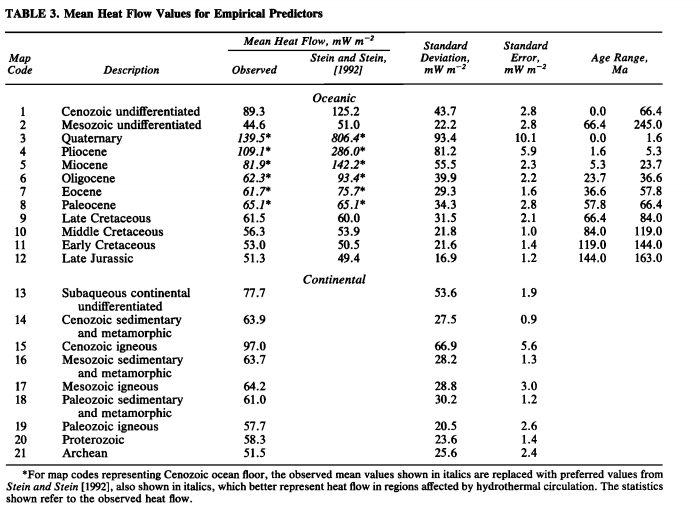 TABLE 3. Mean Heat Flow Values for Empirical Predictors
Mean Heat Flow, mW m⁻² Standard Standard
Map Stein and Stein, Deviation, Error, Age Range,
Code Description Observed [1992] mW m⁻² mW m⁻² Ma
Oceanic
1 Cenozoic undifferentiated 89.3 125.2 43.7 2.8 0.0 66.4
2 Mesozoic undifferentiated 44.6 51.0 22.2 2.8 66.4 245.0
3 Quaternary 139.5* 806.4* 93.4 10.1 0.0 1.6
4 Pliocene 109.1* 286.0* 81.2 5.9 1.6 5.3
5 Miocene 81.9* 142.2* 55.5 2.3 5.3 23.7
6 Oligocene 62.3* 93.4* 39.9 2.2 23.7 36.6
7 Eocene 61.7* 75.7* 29.3 1.6 36.6 57.8
8 Paleocene 65.1* 65.1* 34.3 2.8 57.8 66.4
9 Late Cretaceous 61.5 60.0 31.5 2.1 66.4 84.0
10 Middle Cretaceous 56.3 53.9 21.8 1.0 84.0 119.0
11 Early Cretaceous 53.0 50.5 21.6 1.4 119.0 144.0
12 Late Jurassic 51.3 49.4 16.9 1.2 144.0 163.0
Continental
13 Subaqueous continental 77.7 53.6 1.9
undifferentiated
14 Cenozoic sedimentary 63.9 27.5 0.9
and metamorphic
15 Cenozoic igneous 97.0 66.9 5.6
16 Mesozoic sedimentary 63.7 28.2 1.3
and metamorphic
17 Mesozoic igneous 64.2 28.8 3.0
18 Paleozoic sedimentary 61.0 30.2 1.2
and metamorphic
19 Paleozoic igneous 57.7 20.5 2.6
20 Proterozoic 58.3 23.6 1.4
21 Archean 51.5 25.6 2.4
*For map codes representing Cenozoic ocean floor, the observed mean values shown in italics are replaced with preferred values from
Stein and Stein [1992], also shown in italics, which better represent heat flow in regions affected by hydrothermal circulation. The statistics
shown refer to the observed heat flow.